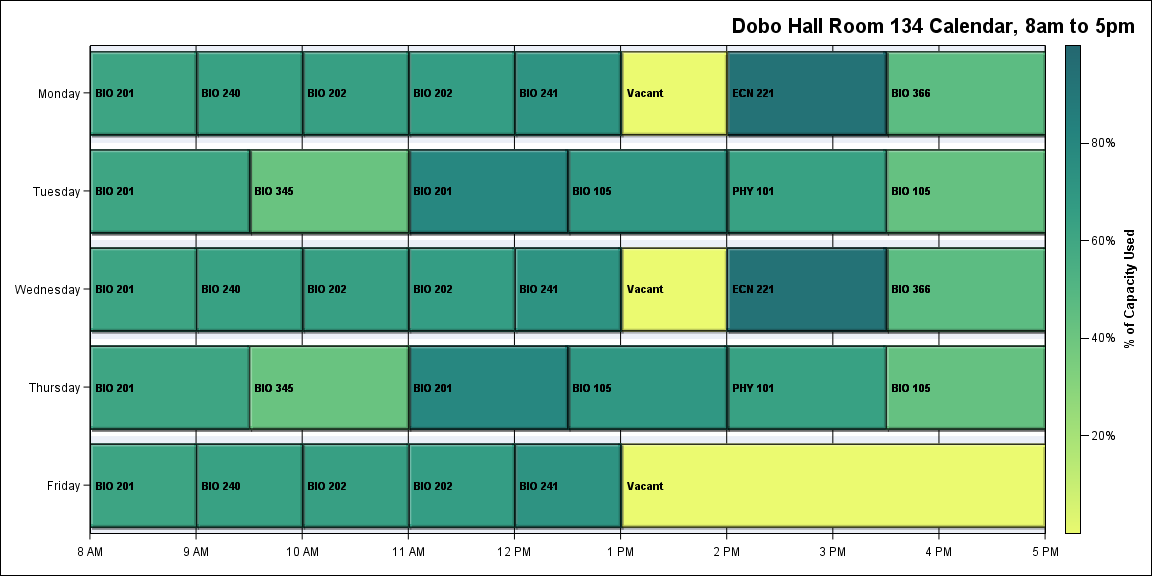 Dobo Hall Room 134 Calendar, 8am to 5pm
Monday
BIO 201
BIO 240
BIO 202
BIO 202
BIO 241
Vacant
ECN 221
BIO 366
Tuesday
BIO 201
BIO 345
BIO 201
BIO 105
PHY 101
BIO 105
Wednesday
BIO 201
BIO 240
BIO 202
BIO 202
BIO 241
Vacant
ECN 221
BIO 366
Thursday
BIO 201
BIO 345
BIO 201
BIO 105
PHY 101
BIO 105
Friday
BIO 201
BIO 240
BIO 202
BIO 202
BIO 241
Vacant
8 AM
9 AM
10 AM
11 AM
12 PM
1 PM
2 PM
3 PM
4 PM
5 PM
80%
60%
40%
20%
% of Capacity Used